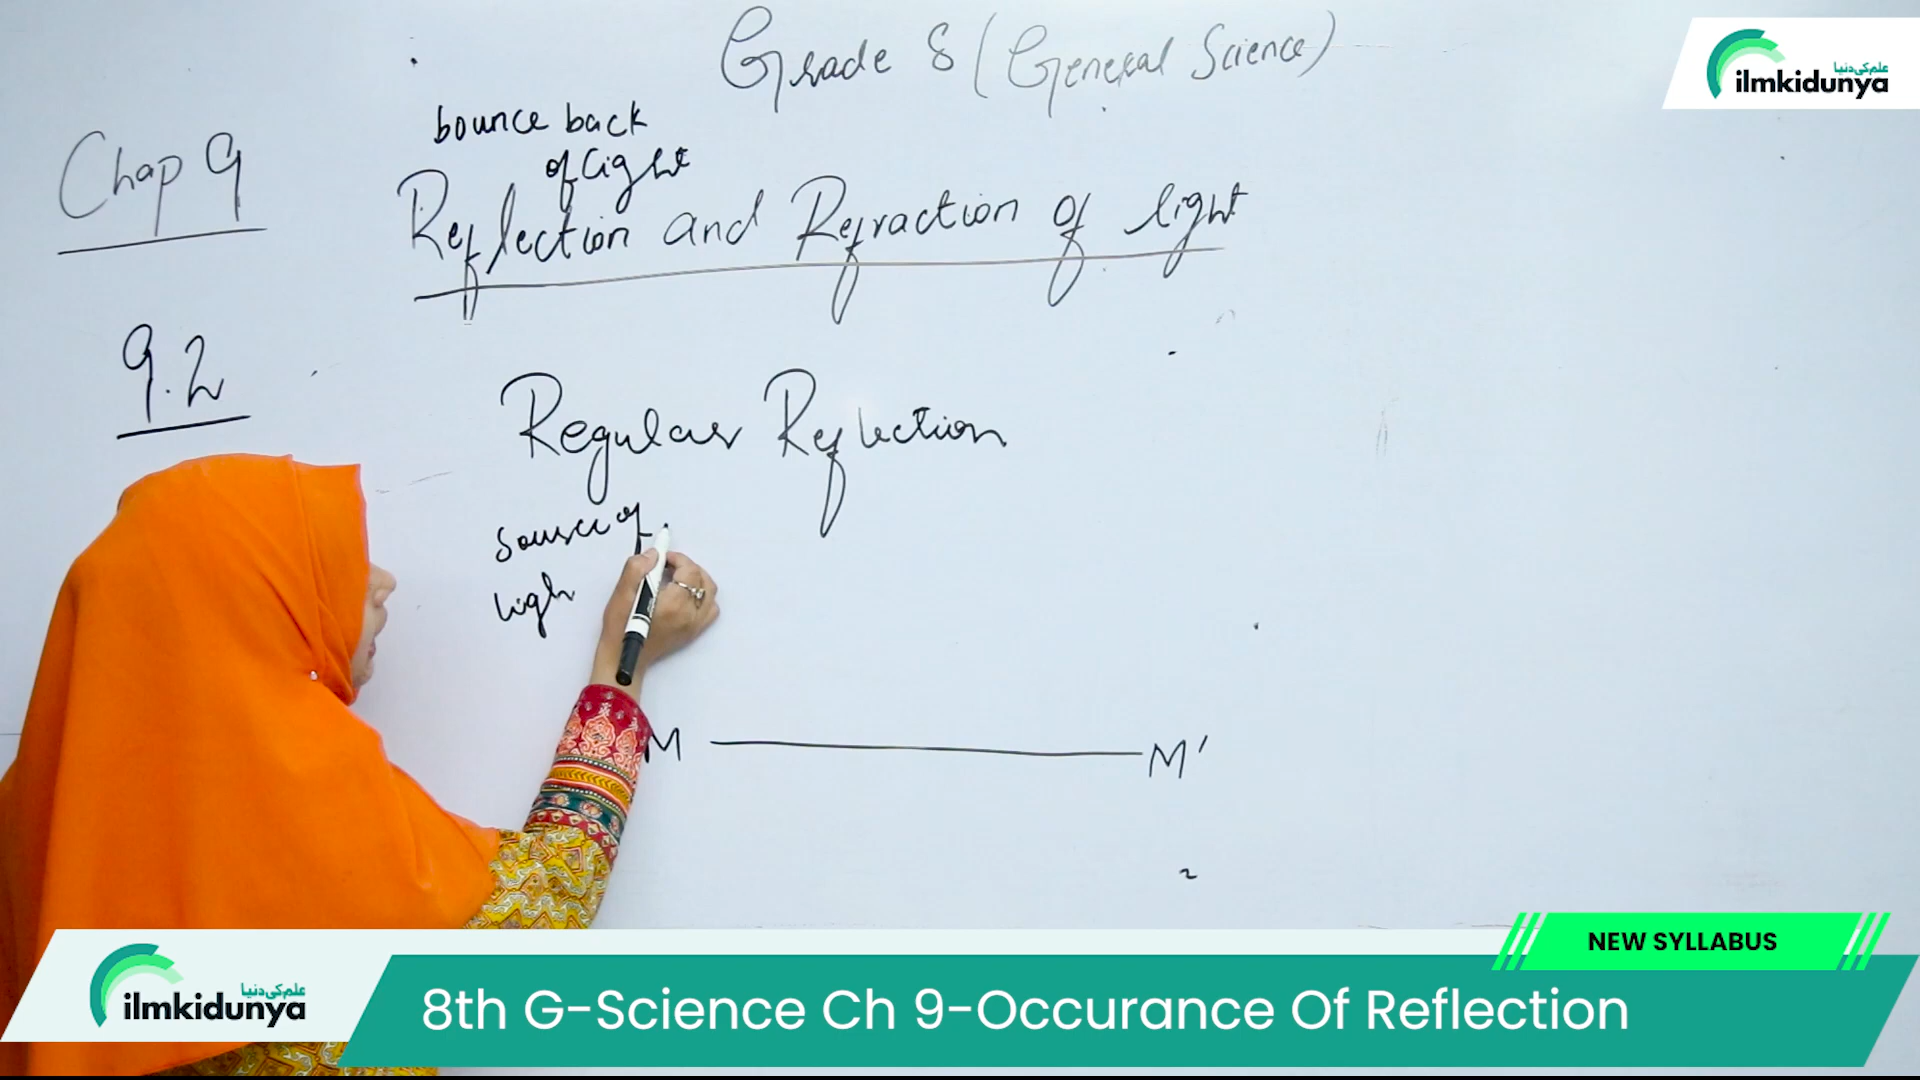 Grade 8 (General Science)
علم کی دنیا
ilmkidunya
bounce back
of light
Chap 9
Reflection and Refraction of light
9.2
Regular Reflection
Source of
ligh
M
M'
NEW SYLLABUS
علم کی دنیا
ilmkidunya
8th G-Science Ch 9-Occurance Of Reflection